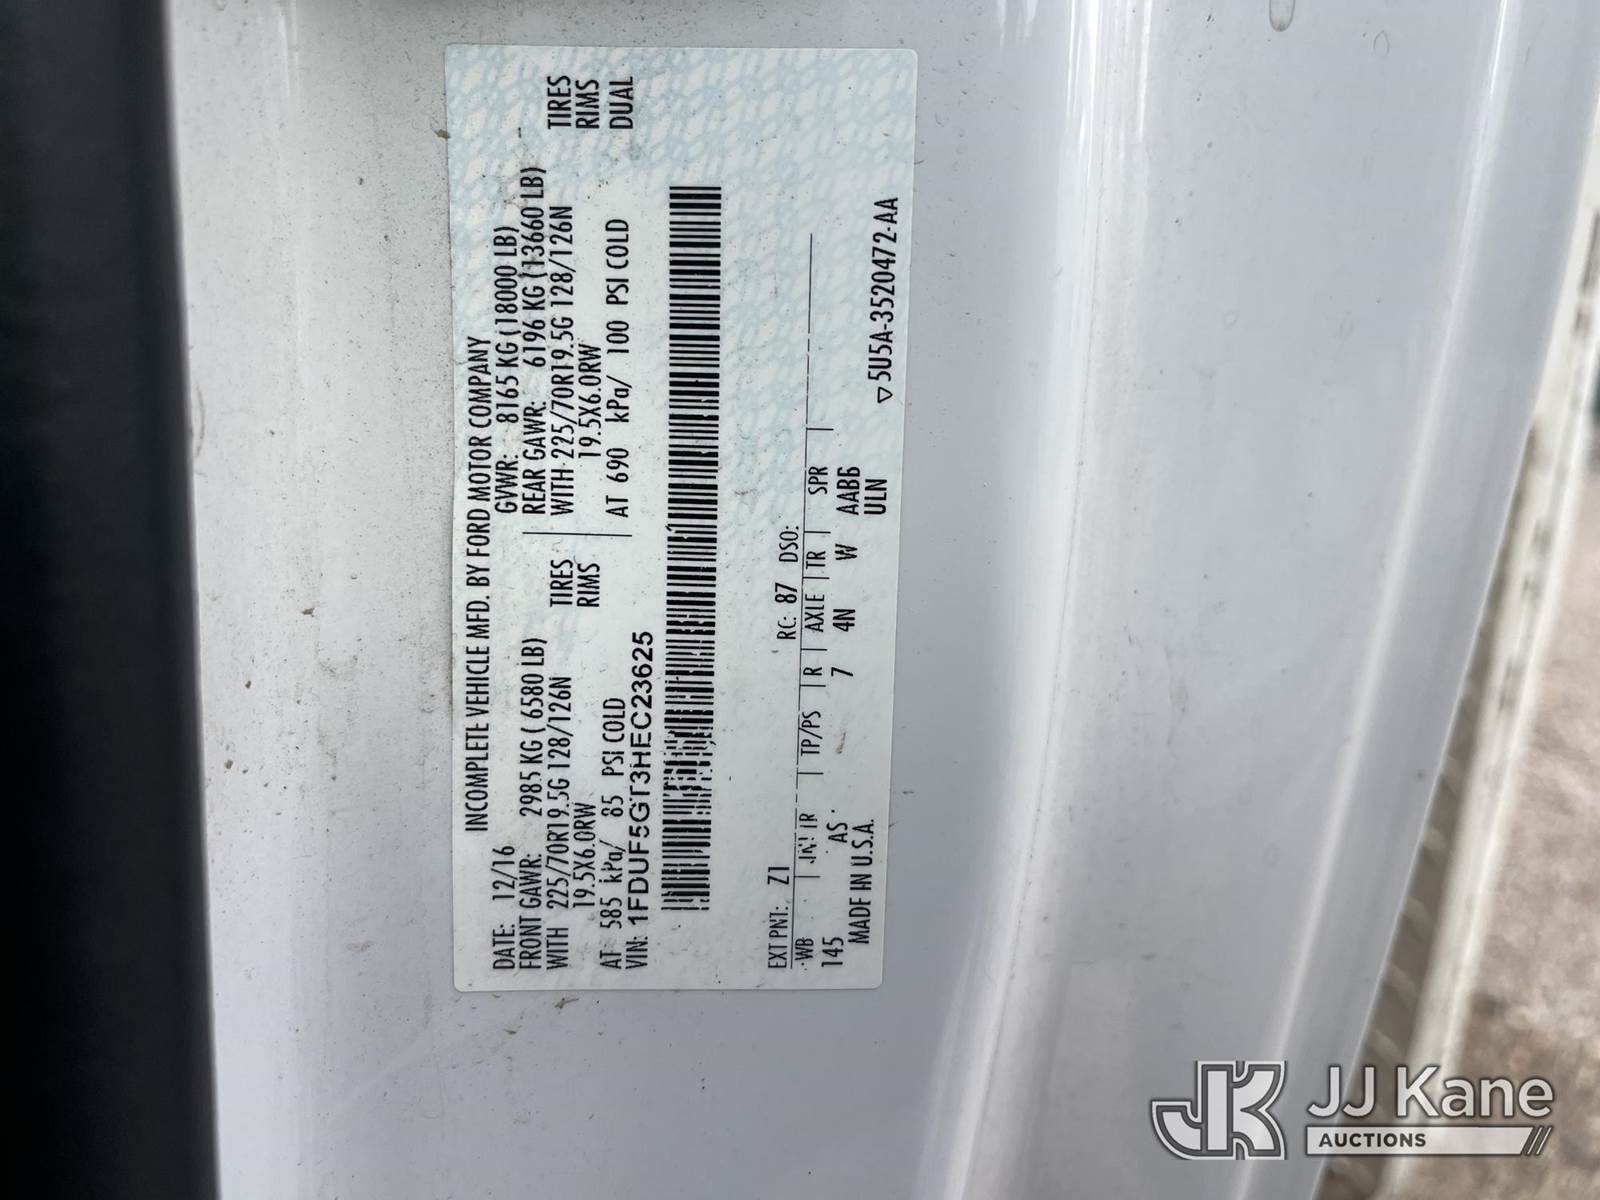 INCOMPLETE VEHICLE MFD. BY FORD MOTOR COMPANY
DATE: 12/16 GVWR: 8165 KG (18000 LB)
FRONT GAWR: 2985 KG ( 6580 LB) REAR GAWR: 6196 KG (13660 LB)
WITH 225/70R19.5G 128/126N TIRES WITH 225/70R19.5G 128/126N TIRES
19.5X6.0RW RIMS 19.5X6.0RW RIMS
AT 585 kPa/ 85 PSI COLD AT 690 kPa/ 100 PSI COLD DUAL
VIN: 1FDUF5GT3HEC23625
EXT PNT: Z1 RC: 87 DSO:
WB INT TR TP/PS R AXLE TR SPR
145 AS 7 4N W AABB
MADE IN U.S.A. ULN
▽5U5A-3520472-AA
JK JJ Kane
AUCTIONS